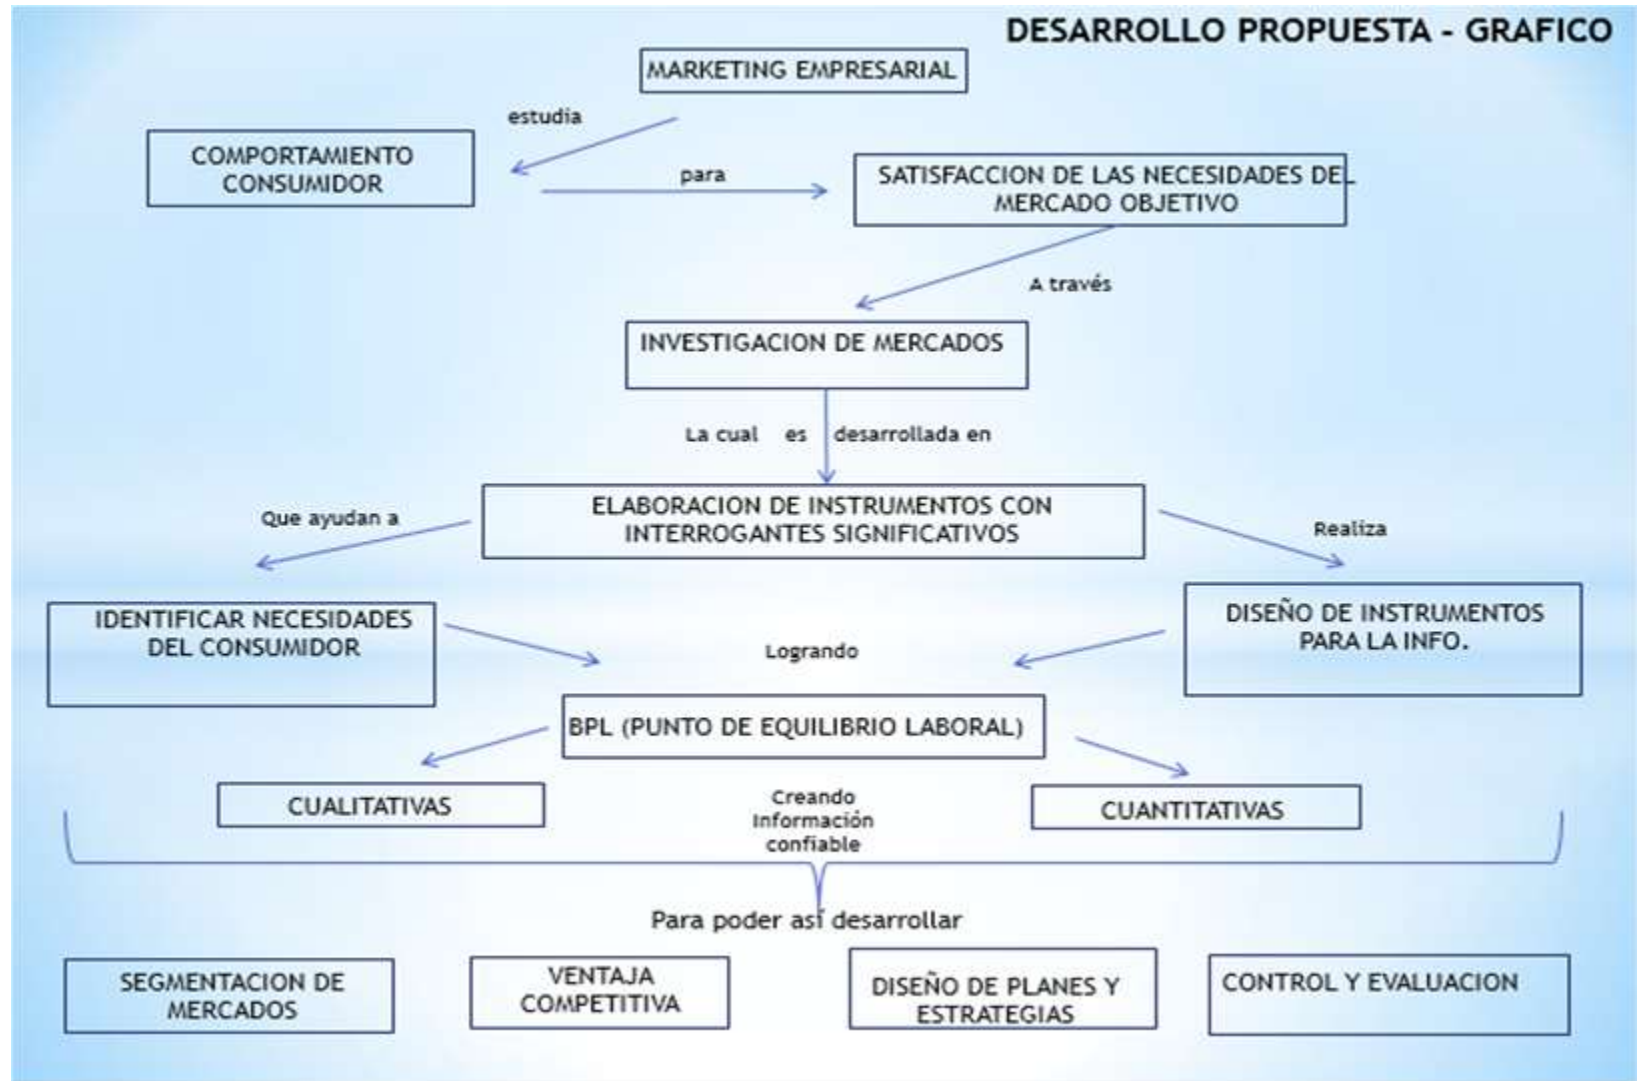 DESARROLLO PROPUESTA - GRAFICO
MARKETING EMPRESARIAL
estudia
COMPORTAMIENTO
CONSUMIDOR
para
SATISFACCION DE LAS NECESIDADES DEL
MERCADO OBJETIVO
A través
INVESTIGACION DE MERCADOS
La cual es desarrollada en
ELABORACION DE INSTRUMENTOS CON
INTERROGANTES SIGNIFICATIVOS
Que ayudan a
Realiza
IDENTIFICAR NECESIDADES
DEL CONSUMIDOR
DISEÑO DE INSTRUMENTOS
PARA LA INFO.
Logrando
BPL (PUNTO DE EQUILIBRIO LABORAL)
CUALITATIVAS
Creando
Información
confiable
CUANTITATIVAS
Para poder así desarrollar
SEGMENTACION DE
MERCADOS
VENTAJA
COMPETITIVA
DISEÑO DE PLANES Y
ESTRATEGIAS
CONTROL Y EVALUACION